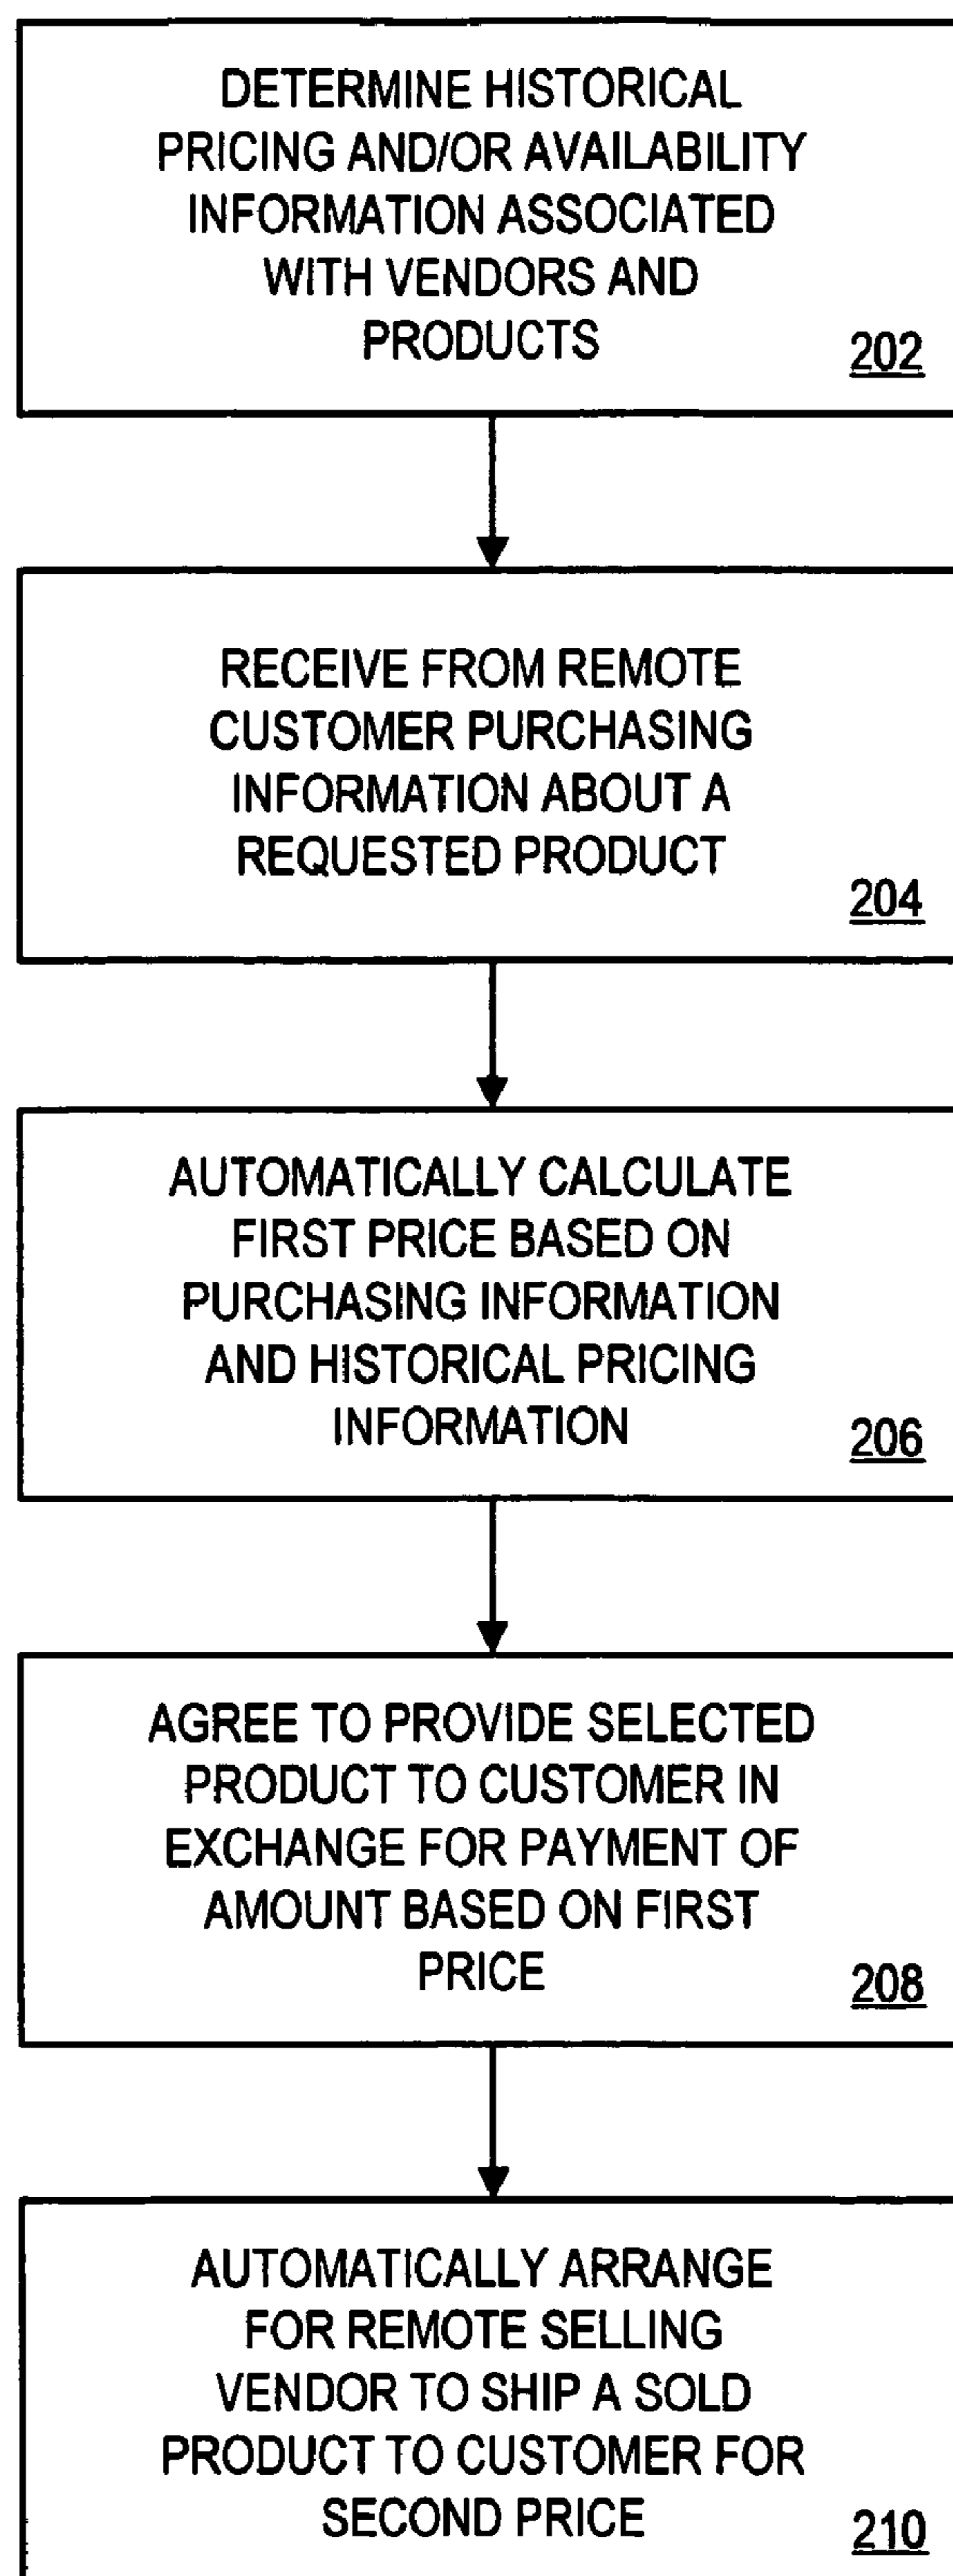 DETERMINE HISTORICAL
PRICING AND/OR AVAILABILITY
INFORMATION ASSOCIATED
WITH VENDORS AND
PRODUCTS
202
RECEIVE FROM REMOTE
CUSTOMER PURCHASING
INFORMATION ABOUT A
REQUESTED PRODUCT
204
AUTOMATICALLY CALCULATE
FIRST PRICE BASED ON
PURCHASING INFORMATION
AND HISTORICAL PRICING
INFORMATION
206
AGREE TO PROVIDE SELECTED
PRODUCT TO CUSTOMER IN
EXCHANGE FOR PAYMENT OF
AMOUNT BASED ON FIRST
PRICE
208
AUTOMATICALLY ARRANGE
FOR REMOTE SELLING
VENDOR TO SHIP A SOLD
PRODUCT TO CUSTOMER FOR
SECOND PRICE
210